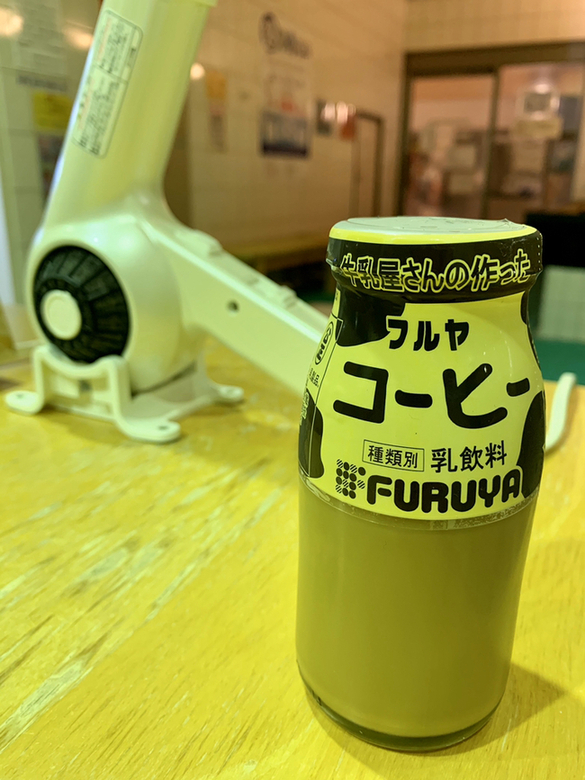 牛乳屋さんの作った
フルヤ
コーヒー
種類別 乳飲料
FURUYA